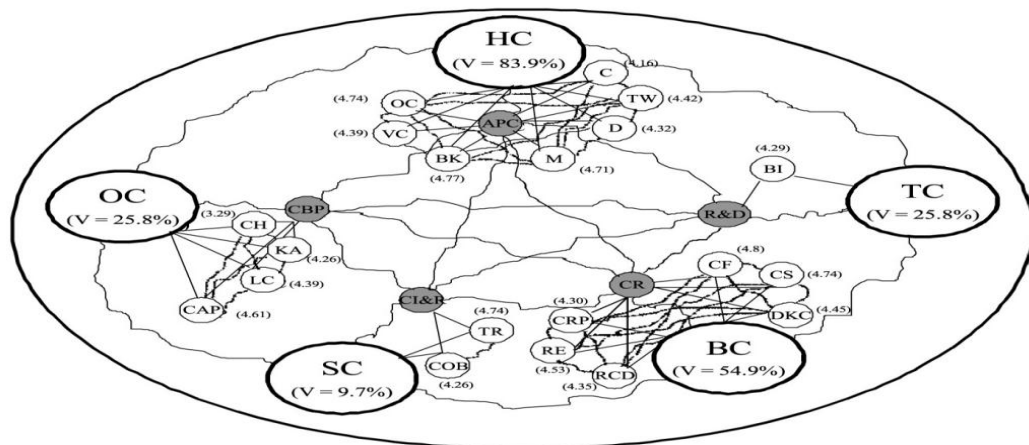 HC
(V = 83.9%)
C
(4.16)
OC
(4.74)
TW
(4.42)
APC
VC
(4.39)
D
(4.32)
BK
(4.77)
M
(4.71)
BI
(4.29)
OC
(V = 25.8%)
TC
(V = 25.8%)
CBP
R&D
CH
(3.29)
KA
(4.26)
LC
(4.39)
CAP
(4.61)
CF
(4.8)
CS
(4.74)
CR
DKC
(4.45)
CI&R
CRP
(4.30)
TR
(4.74)
RE
(4.53)
RCD
(4.35)
COB
(4.26)
SC
(V = 9.7%)
BC
(V = 54.9%)